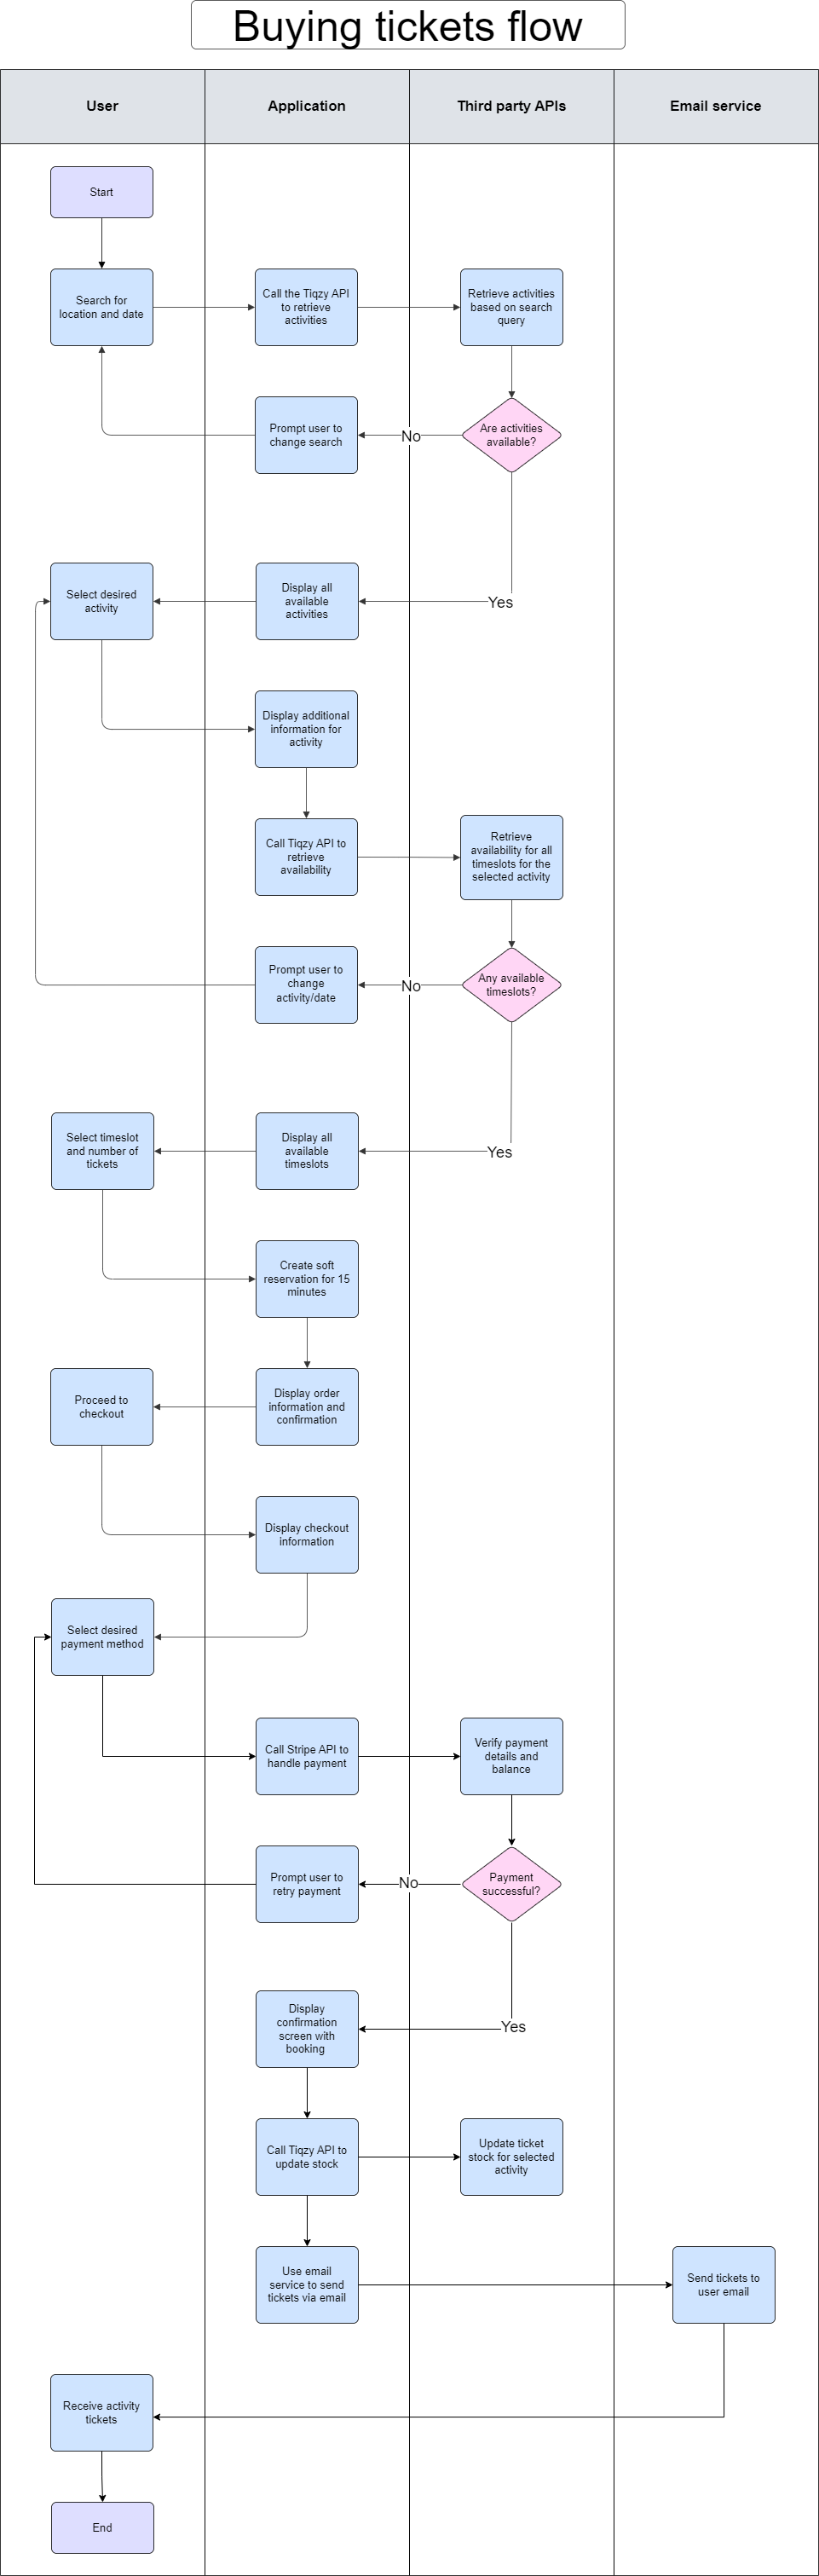 Buying tickets flow
User
Application
Third party APIs
Email service
Start
Search for
location and date
Call the Tiqzy API
to retrieve
activities
Retrieve activities
based on search
query
Prompt user to
change search
No
Are activities
available?
Select desired
activity
Display all
available
activities
Yes
Display additional
information for
activity
Call Tiqzy API to
retrieve
availability
Retrieve
availability for all
timeslots for the
selected activity
Prompt user to
change
activity/date
No
Any available
timeslots?
Select timeslot
and number of
tickets
Display all
available
timeslots
Yes
Create soft
reservation for 15
minutes
Proceed to
checkout
Display order
information and
confirmation
Display checkout
information
Select desired
payment method
Call Stripe API to
handle payment
Verify payment
details and
balance
Prompt user to
retry payment
No
Payment
successful?
Display
confirmation
screen with
booking
Yes
Call Tiqzy API to
update stock
Update ticket
stock for selected
activity
Use email
service to send
tickets via email
Send tickets to
user email
Receive activity
tickets
End